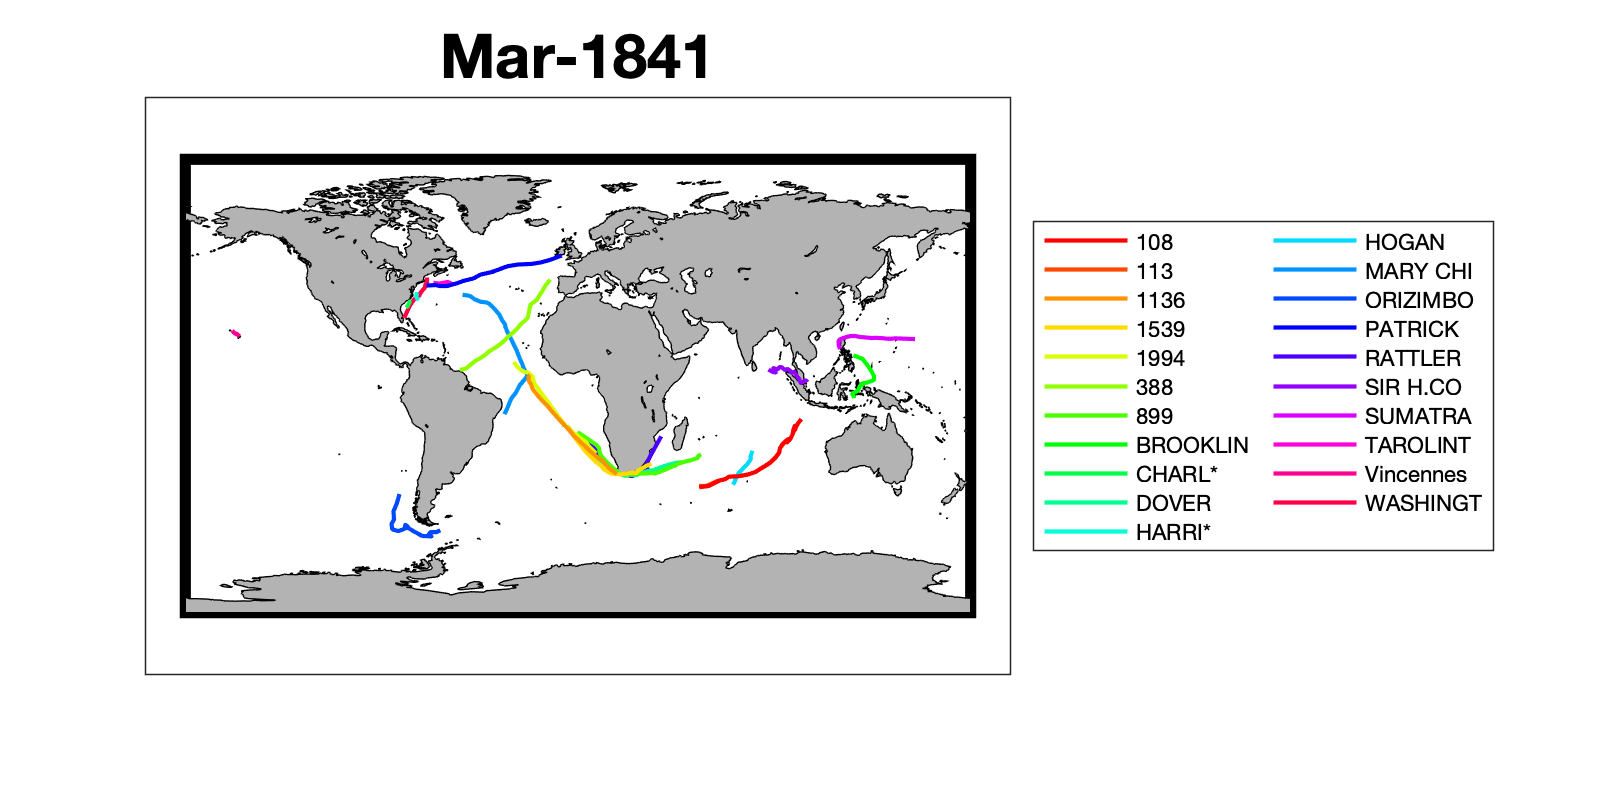 Mar-1841
108
113
1136
1539
1994
388
899
BROOKLIN
CHARL*
DOVER
HARRI*
HOGAN
MARY CHI
ORIZIMBO
PATRICK
RATTLER
SIR H.CO
SUMATRA
TAROLINT
Vincennes
WASHINGT